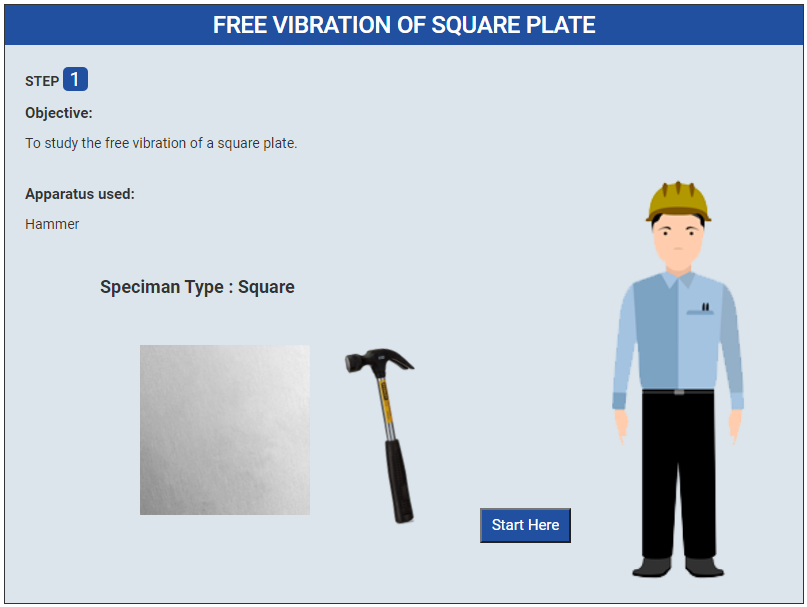 FREE VIBRATION OF SQUARE PLATE
STEP 1
Objective:
To study the free vibration of a square plate.
Apparatus used:
Hammer
Speciman Type : Square
Start Here